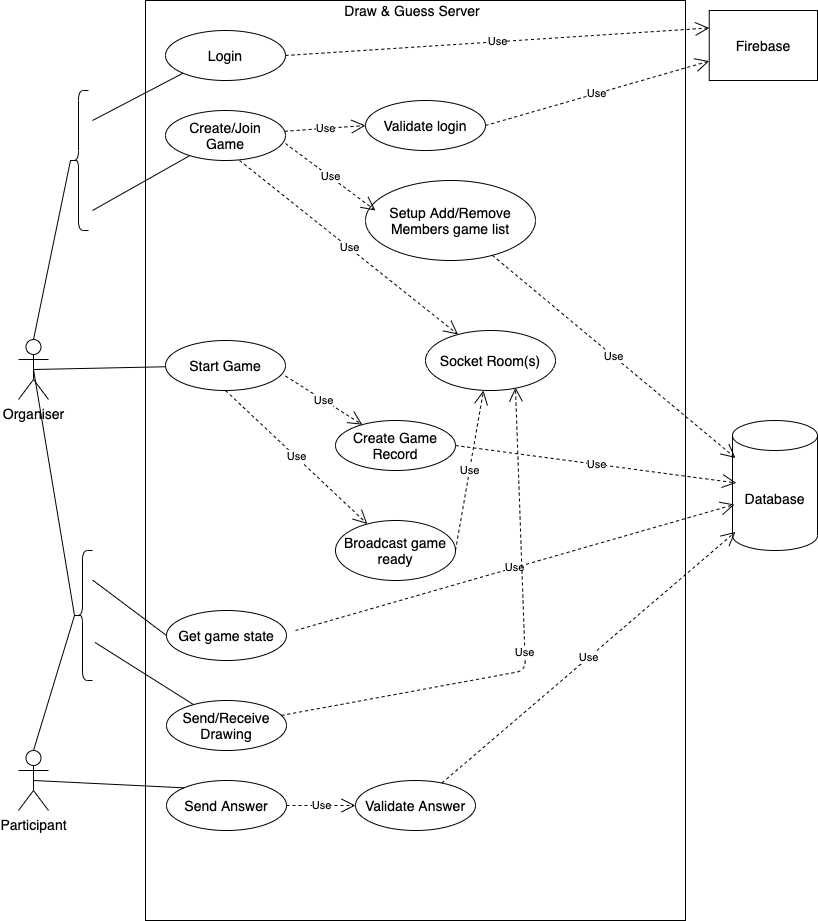 Draw & Guess Server
Login
Use
Firebase
Use
Create/Join
Game
Use
Validate login
Use
Setup Add/Remove
Members game list
Use
Use
Start Game
Socket Room(s)
Organiser
Use
Create Game
Record
Use
Use
Use
Database
Broadcast game
ready
Use
Get game state
Use
Use
Send/Receive
Drawing
Send Answer
Use
Validate Answer
Participant